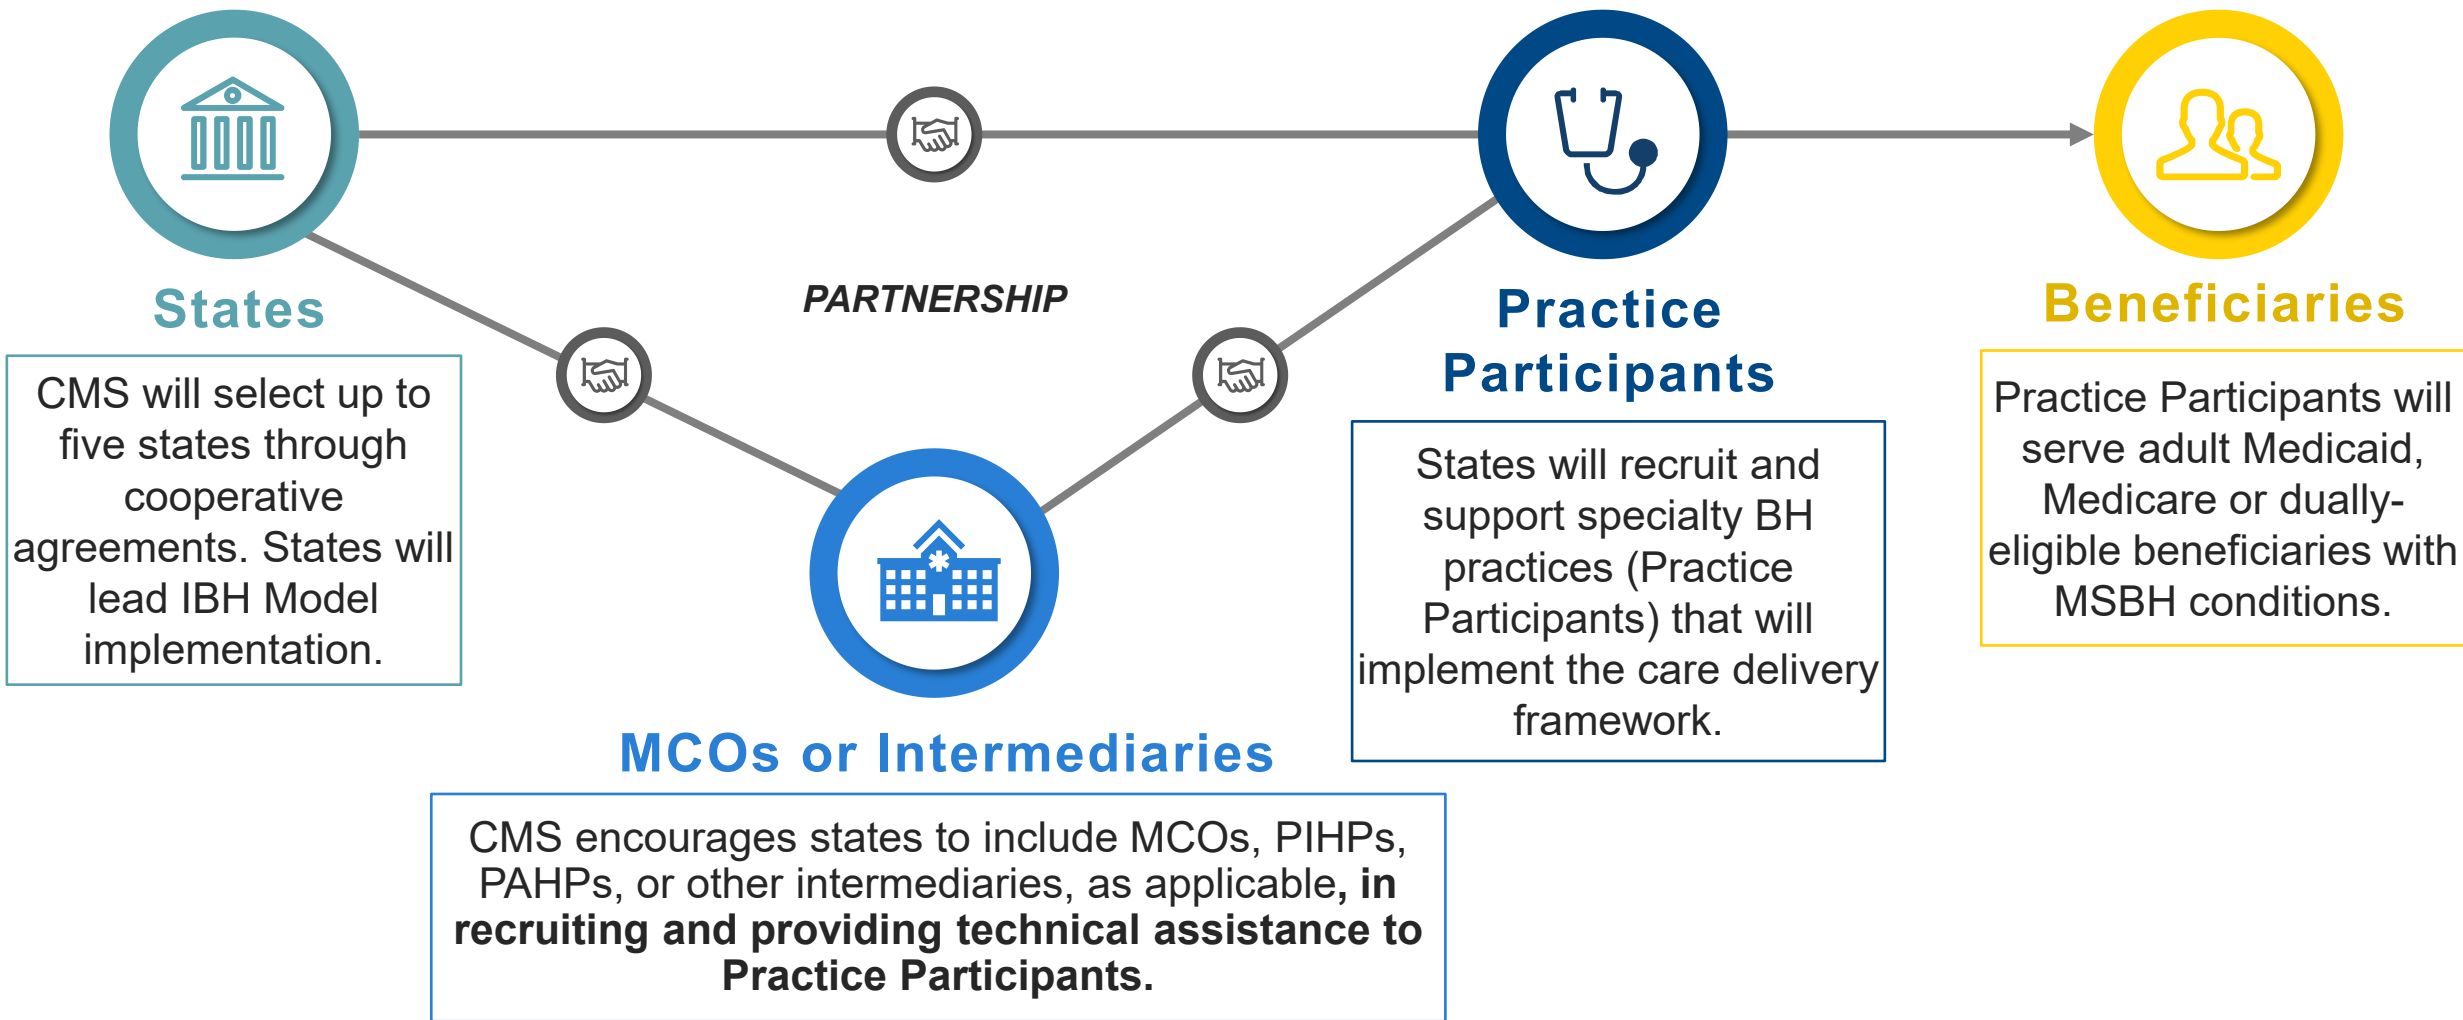 PARTNERSHIP
States
CMS will select up to
five states through
cooperative
agreements. States will
lead IBH Model
implementation.
MCOs or Intermediaries
CMS encourages states to include MCOs, PIHPs,
PAHPs, or other intermediaries, as applicable, in
recruiting and providing technical assistance to
Practice Participants.
Practice
Participants
States will recruit and
support specialty BH
practices (Practice
Participants) that will
implement the care delivery
framework.
Beneficiaries
Practice Participants will
serve adult Medicaid,
Medicare or dually-
eligible beneficiaries with
MSBH conditions.